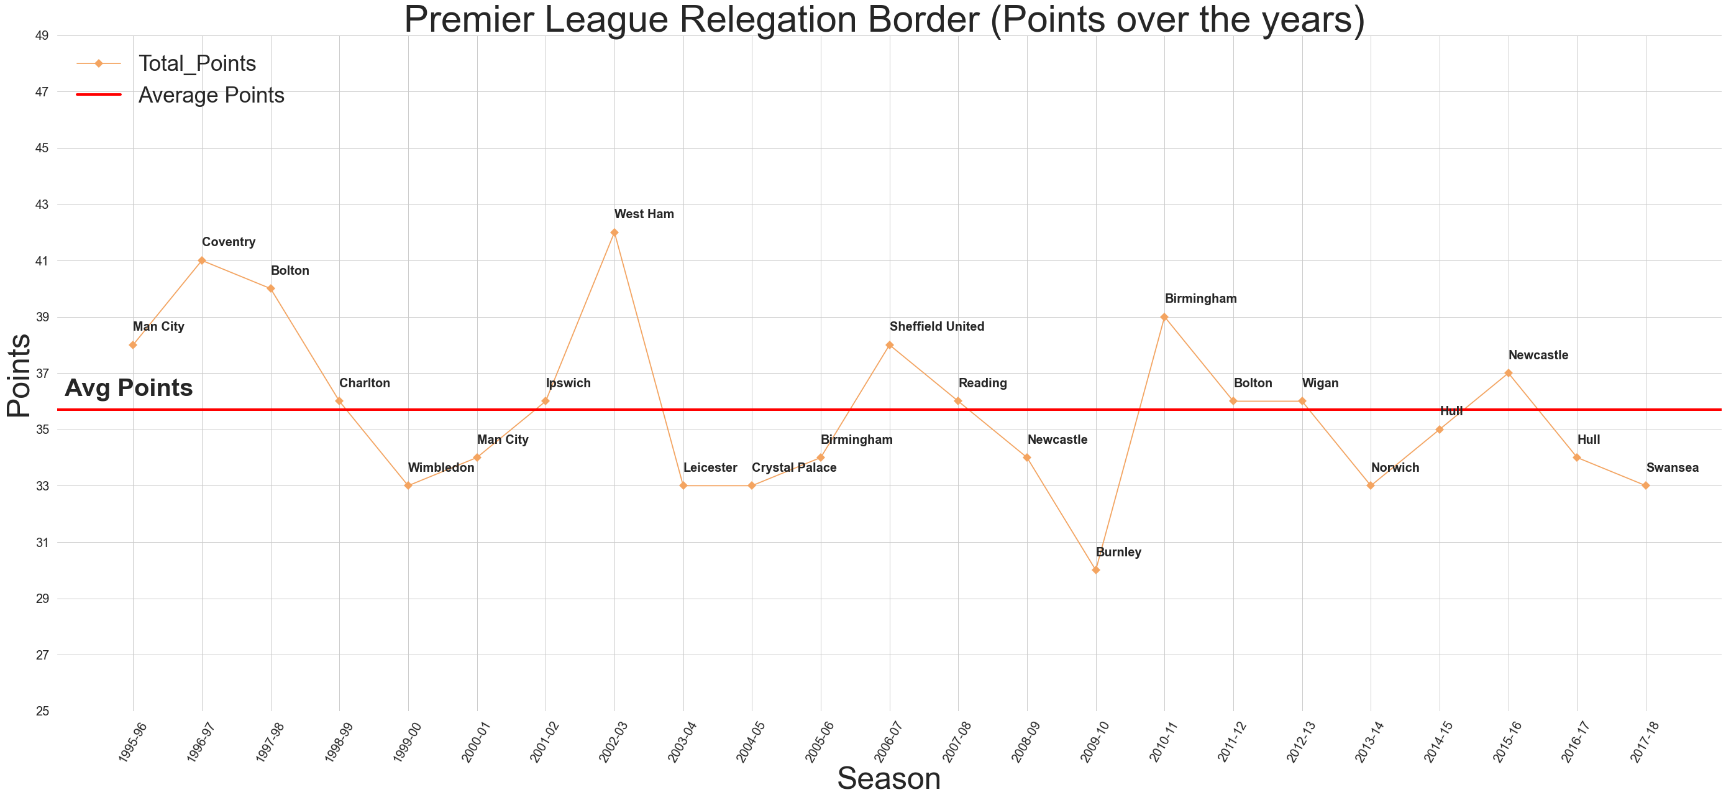 Premier League Relegation Border (Points over the years)
Total_Points
Average Points
49
47
45
43
41
39
37
35
33
31
29
27
25
Points
Avg Points
Man City
Coventry
Bolton
Charlton
Wimbledon
Man City
Ipswich
West Ham
Leicester
Crystal Palace
Birmingham
Sheffield United
Reading
Newcastle
Burnley
Birmingham
Bolton
Wigan
Norwich
Hull
Newcastle
Hull
Swansea
1995-96
1996-97
1997-98
1998-99
1999-00
2000-01
2001-02
2002-03
2003-04
2004-05
2005-06
2006-07
2007-08
2008-09
2009-10
2010-11
2011-12
2012-13
2013-14
2014-15
2015-16
2016-17
2017-18
Season